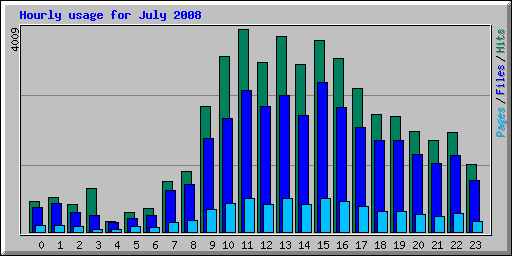 Hourly usage for July 2008
4009
Pages / Files / Hits
0 1 2 3 4 5 6 7 8 9 10 11 12 13 14 15 16 17 18 19 20 21 22 23